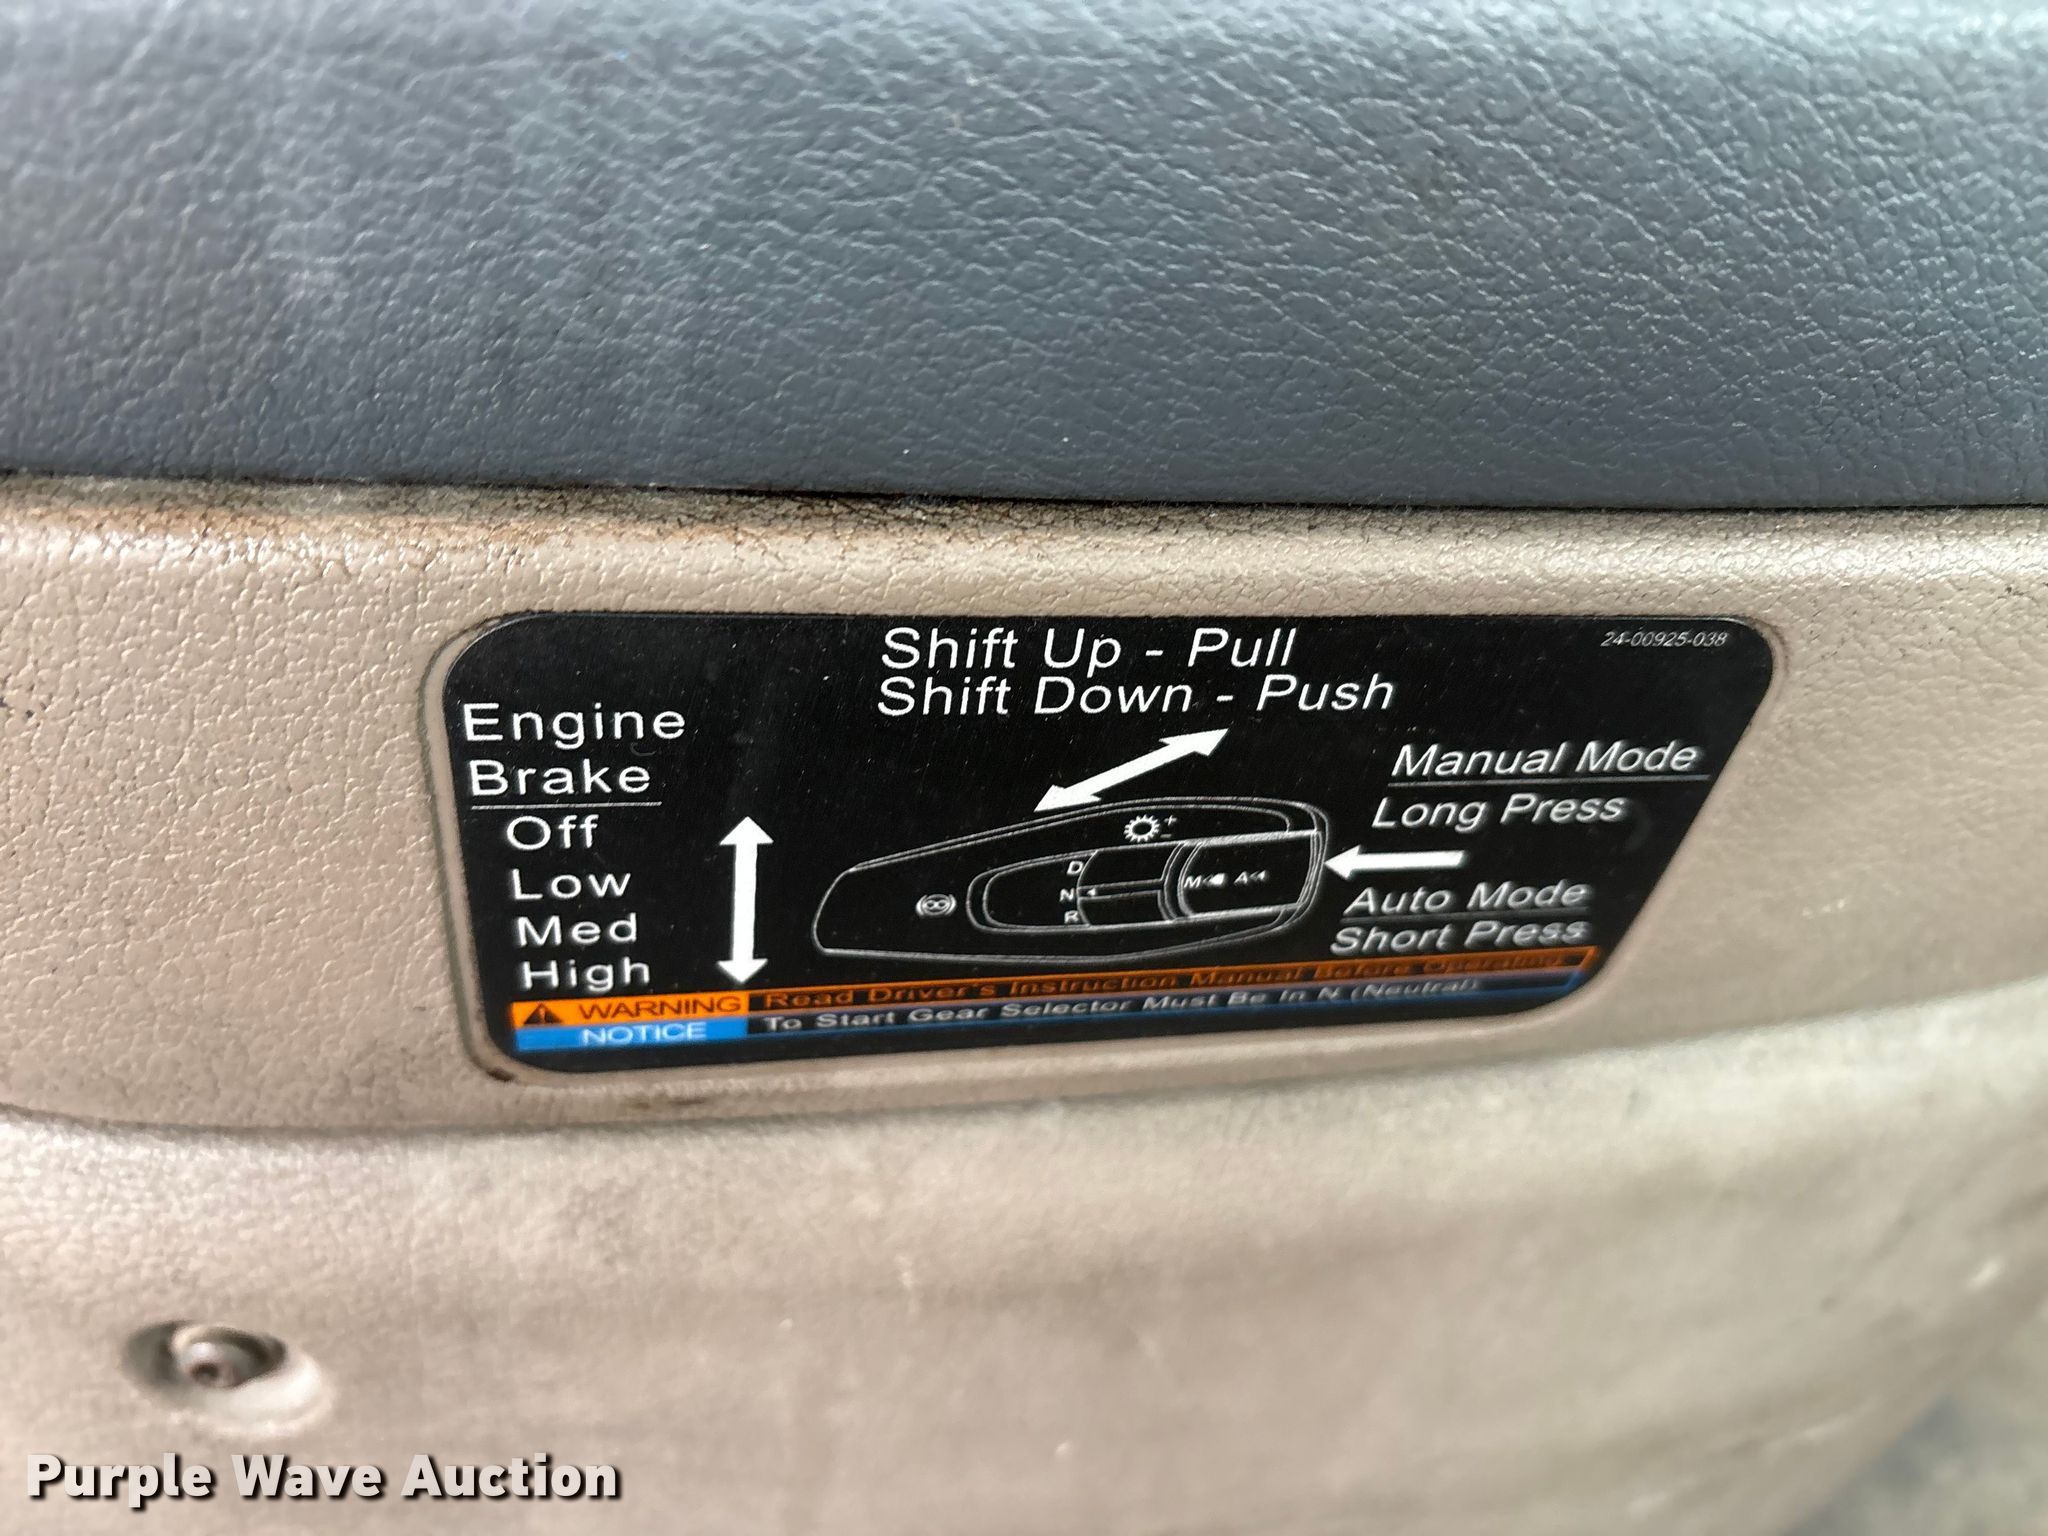 Shift Up - Pull
Shift Down - Push
24-00925-038
Engine
Brake
Off
Low
Med
High
Manual Mode
Long Press
Auto Mode
Short Press
+
-
D
N
R
M
A
WARNING Read Driver's Instruction Manual Before Operating.
NOTICE To Start Gear Selector Must Be In N (Neutral)
Purple Wave Auction